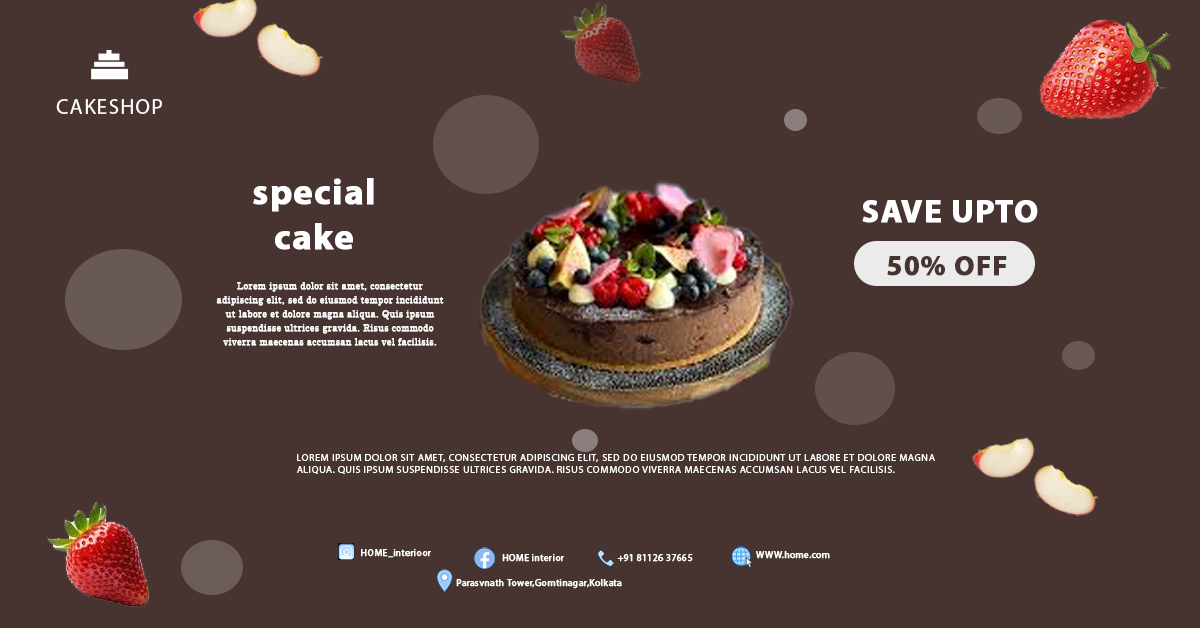 CAKESHOP
special
cake
Lorem ipsum dolor sit amet, consectetur
adipiscing elit, sed do eiusmod tempor incididunt
ut labore et dolore magna aliqua. Quis ipsum
suspendisse ultrices gravida. Risus commodo
viverra maecenas accumsan lacus vel facilisis.
SAVE UPTO
50% OFF
LOREM IPSUM DOLOR SIT AMET, CONSECTETUR ADIPISCING ELIT, SED DO EIUSMOD TEMPOR INCIDIDUNT UT LABORE ET DOLORE MAGNA
ALIQUA. QUIS IPSUM SUSPENDISSE ULTRICES GRAVIDA. RISUS COMMODO VIVERRA MAECENAS ACCUMSAN LACUS VEL FACILISIS.
HOME_interioor
HOME interior
+91 81126 37665
WWW.home.com
Parasvnath Tower,Gomtinagar,Kolkata